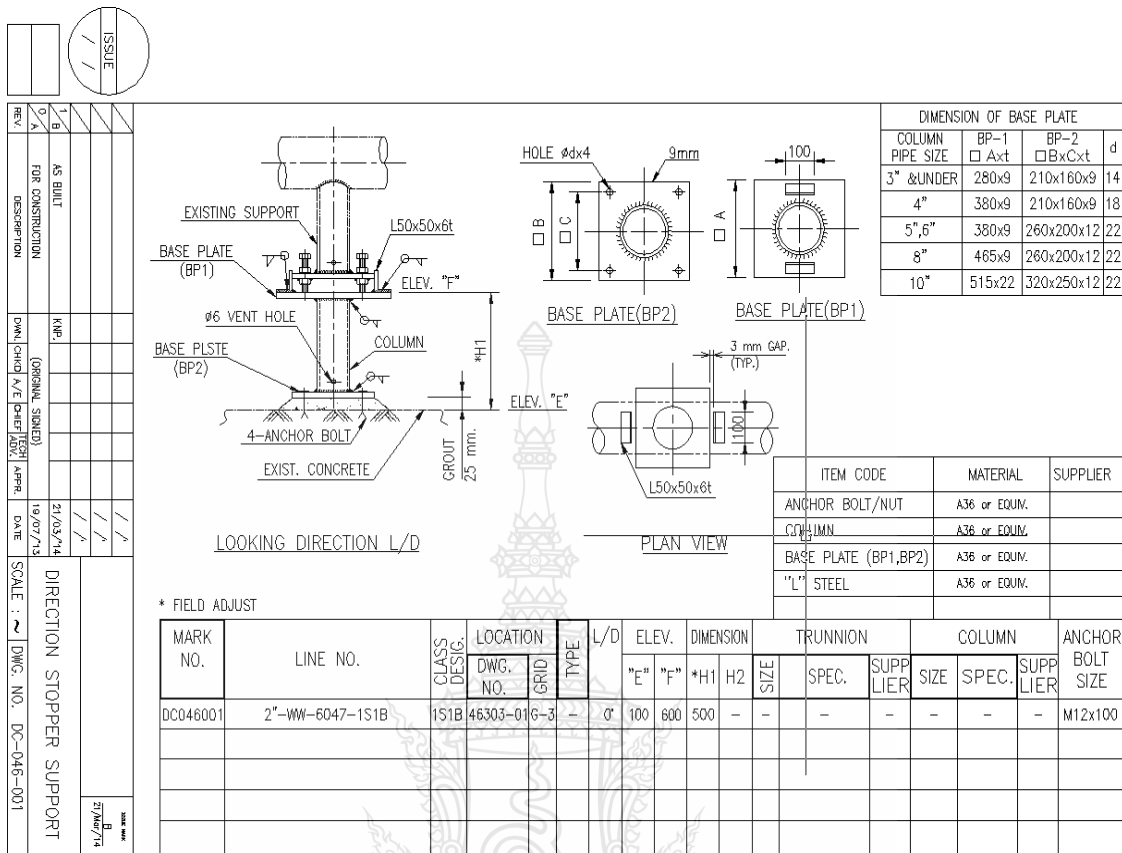 ISSUE
REV. DESCRIPTION DWN. CHKD A/E CHIEF TECH. ADV. APPR. DATE
0 A FOR CONSTRUCTION (ORIGINAL SIGNED) 19/07/'13
1 B AS BUILT KNP. 21/03/'14
SCALE : ~ DWG. NO. DC-046-001
DIRECTION STOPPER SUPPORT
ISSUE MARK
B
21/Mar/'14
EXISTING SUPPORT
BASE PLATE
(BP1)
L50x50x6t
ELEV. "F"
ø6 VENT HOLE
COLUMN
BASE PLSTE
(BP2)
*H1
ELEV. "E"
4-ANCHOR BOLT
EXIST. CONCRETE
GROUT
25 mm.
LOOKING DIRECTION L/D
HOLE ødx4
9mm
□ B
□ C
BASE PLATE(BP2)
100
□ A
BASE PLATE(BP1)
3 mm GAP.
(TYP.)
100
L50x50x6t
PLAN VIEW
DIMENSION OF BASE PLATE
COLUMN PIPE SIZE BP-1 □ Axt BP-2 □BxCxt d
3" &UNDER 280x9 210x160x9 14
4" 380x9 210x160x9 18
5",6" 380x9 260x200x12 22
8" 465x9 260x200x12 22
10" 515x22 320x250x12 22
ITEM CODE MATERIAL SUPPLIER
ANCHOR BOLT/NUT A36 or EQUIV.
COLUMN A36 or EQUIV.
BASE PLATE (BP1,BP2) A36 or EQUIV.
"L" STEEL A36 or EQUIV.
* FIELD ADJUST
MARK NO. LINE NO. CLASS DESIG. LOCATION TYPE L/D ELEV. DIMENSION TRUNNION COLUMN ANCHOR BOLT SIZE
DWG. NO. GRID "E" "F" *H1 H2 SIZE SPEC. SUPP LIER SIZE SPEC. SUPP LIER
DC046001 2"-WW-6047-1S1B 1S1B 46303-01 G-3 - 0' 100 600 500 - - - - - - - M12x100